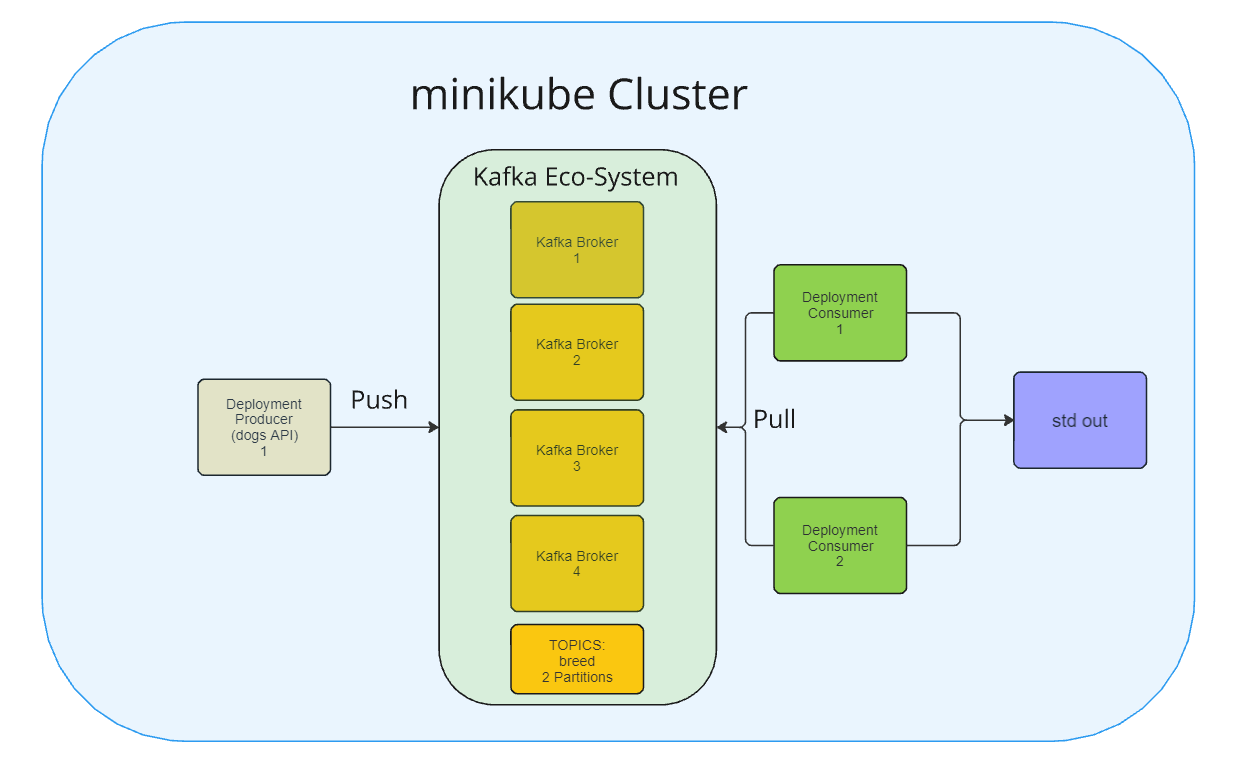 minikube Cluster
Kafka Eco-System
Kafka Broker
1
Kafka Broker
2
Kafka Broker
3
Kafka Broker
4
TOPICS:
breed
2 Partitions
Deployment
Producer
(dogs API)
1
Push
Pull
Deployment
Consumer
1
Deployment
Consumer
2
std out